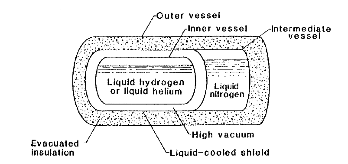 Outer vessel
Inner vessel
Intermediate
vessel
Liquid hydrogen
or liquid helium
Liquid
nitrogen
High vacuum
Evacuated
insulation
Liquid-cooled shield